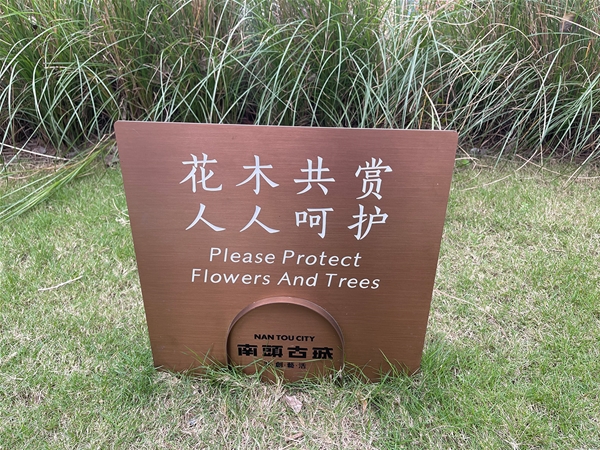 花木共赏
人人呵护
Please Protect
Flowers And Trees
NAN TOU CITY
南頭古城